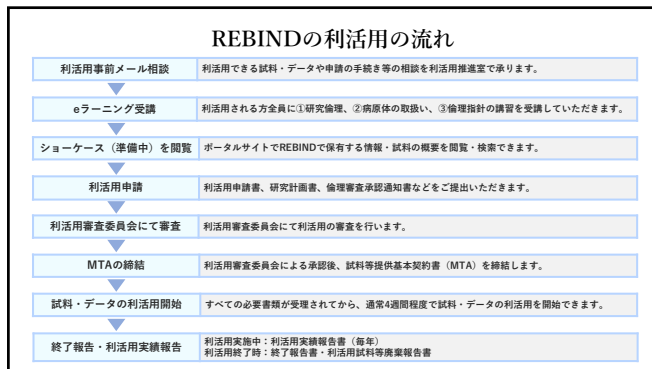 REBINDの利活用の流れ
利活用事前メール相談
利活用できる試料・データや申請の手続き等の相談を利活用推進室で承ります。
eラーニング受講
利活用される方全員に①研究倫理、②病原体の取扱い、③倫理指針の講習を受講していただきます。
ショーケース（準備中）を閲覧
ポータルサイトでREBINDで保有する情報・試料の概要を閲覧・検索できます。
利活用申請
利活用申請書、研究計画書、倫理審査承認通知書などをご提出いただきます。
利活用審査委員会にて審査
利活用審査委員会にて利活用の審査を行います。
MTAの締結
利活用審査委員会による承認後、試料等提供基本契約書（MTA）を締結します。
試料・データの利活用開始
すべての必要書類が受理されてから、通常4週間程度で試料・データの利活用を開始できます。
終了報告・利活用実績報告
利活用実施中：利活用実績報告書（毎年）
利活用終了時：終了報告書・利活用試料等廃棄報告書